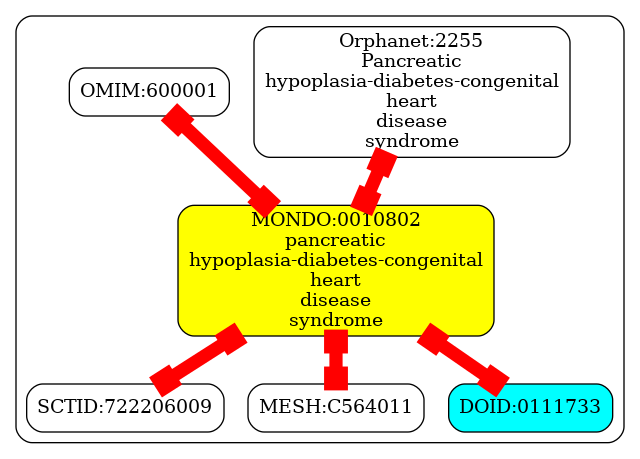 OMIM:600001
Orphanet:2255
Pancreatic
hypoplasia-diabetes-congenital
heart
disease
syndrome
MONDO:0010802
pancreatic
hypoplasia-diabetes-congenital
heart
disease
syndrome
SCTID:722206009
MESH:C564011
DOID:0111733